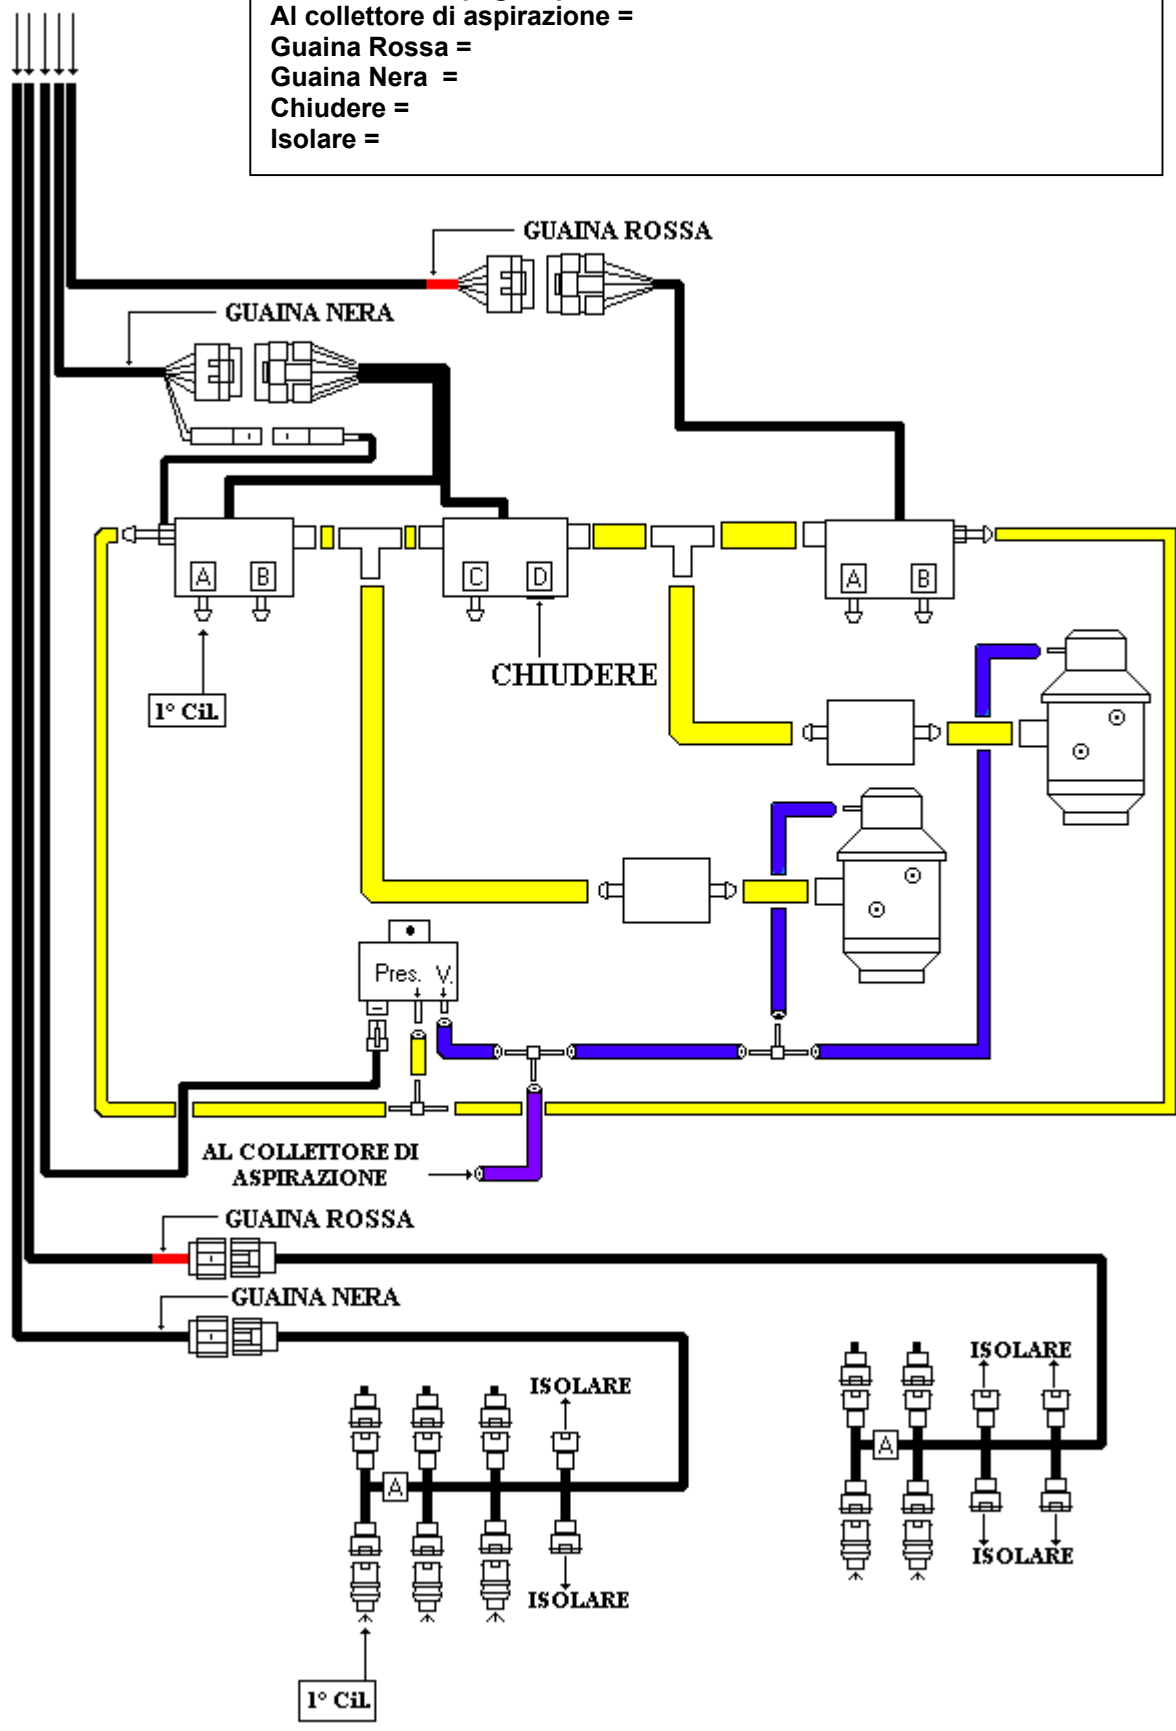 Al collettore di aspirazione =
Guaina Rossa =
Guaina Nera =
Chiudere =
Isolare =
GUAINA ROSSA
GUAINA NERA
A B
C D
A B
CHIUDERE
1° Cil.
Pres. V.
AL COLLETTORE DI
ASPIRAZIONE
GUAINA ROSSA
GUAINA NERA
ISOLARE
ISOLARE
A
A
ISOLARE
ISOLARE
1° Cil.